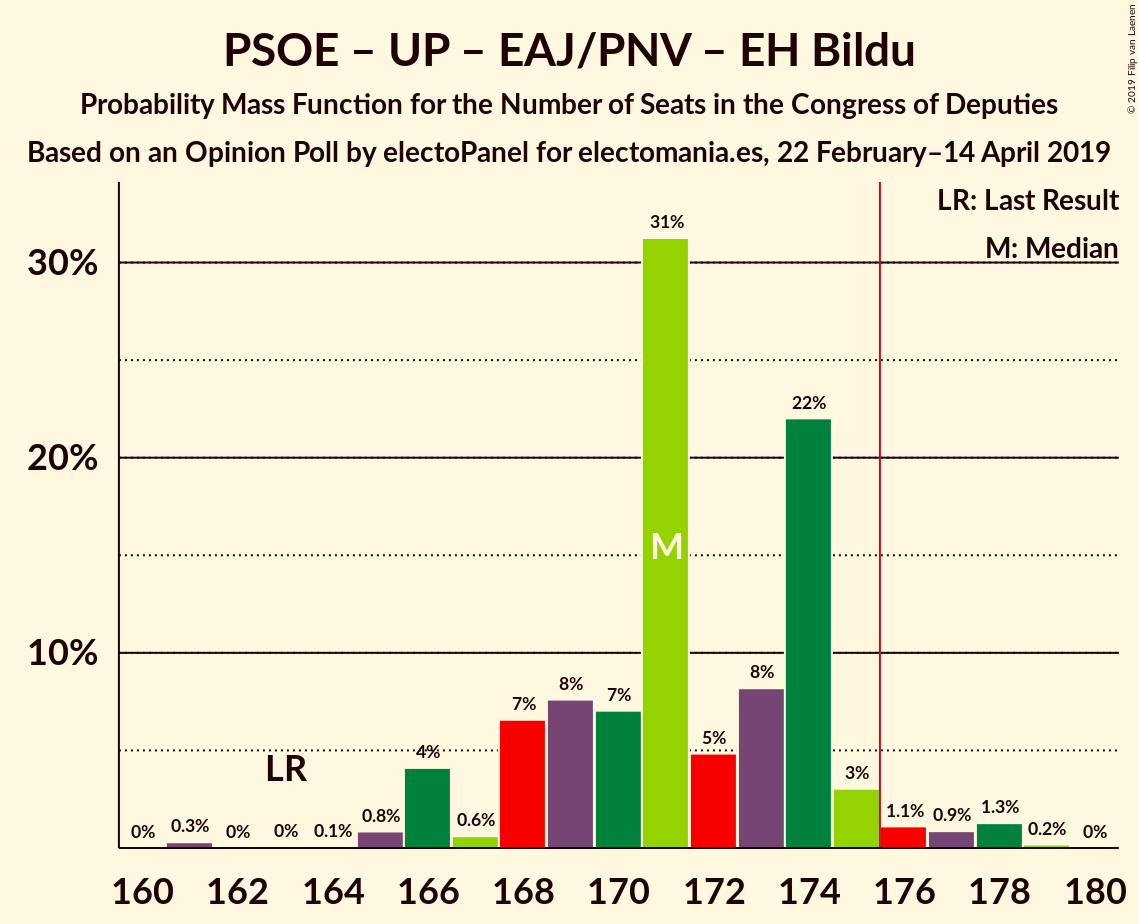 PSOE – UP – EAJ/PNV – EH Bildu
Probability Mass Function for the Number of Seats in the Congress of Deputies
Based on an Opinion Poll by electoPanel for electomania.es, 22 February–14 April 2019
© 2019 Filip van Laenen
LR: Last Result
M: Median
30%
20%
10%
0%
0.3%
0%
0%
0.1%
0.8%
4%
0.6%
7%
8%
7%
31%
5%
8%
22%
3%
1.1%
0.9%
1.3%
0.2%
0%
LR
M
160 162 164 166 168 170 172 174 176 178 180